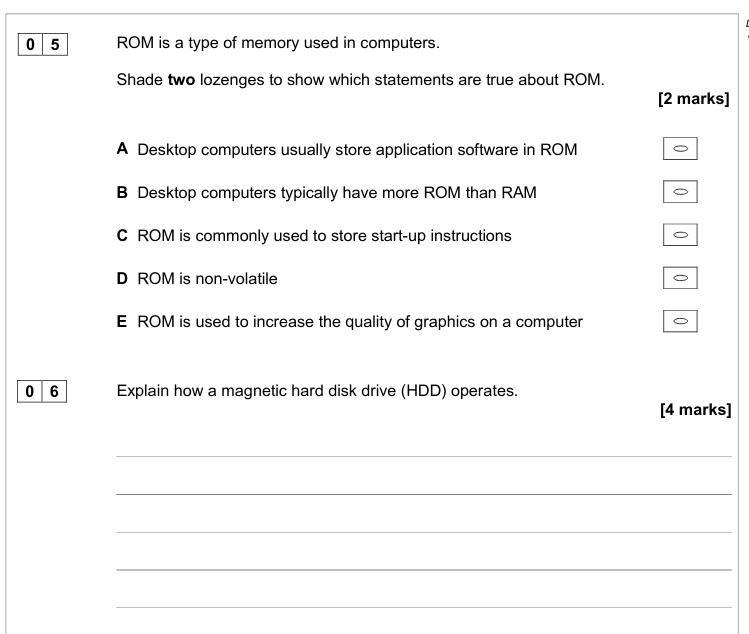 0 5 ROM is a type of memory used in computers.
Shade two lozenges to show which statements are true about ROM.
[2 marks]
A Desktop computers usually store application software in ROM
B Desktop computers typically have more ROM than RAM
C ROM is commonly used to store start-up instructions
D ROM is non-volatile
E ROM is used to increase the quality of graphics on a computer
0 6 Explain how a magnetic hard disk drive (HDD) operates.
[4 marks]